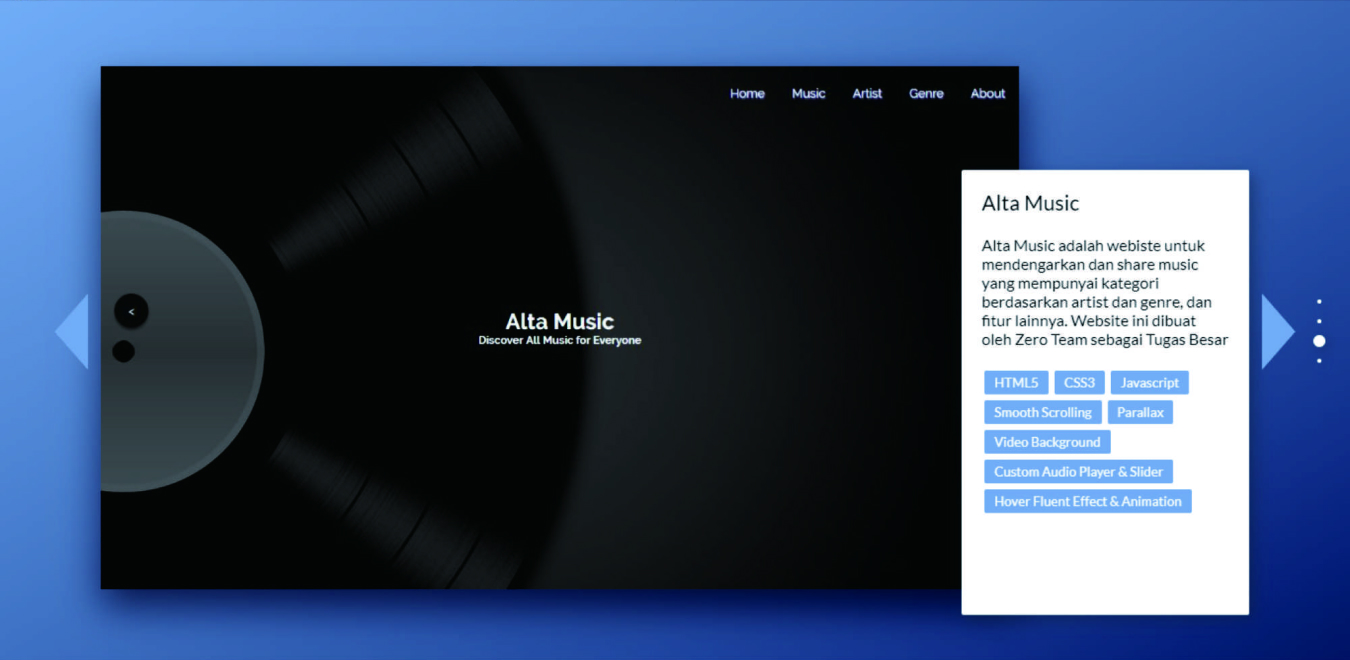 Home Music Artist Genre About
Alta Music
Discover All Music for Everyone
<
Alta Music
Alta Music adalah webiste untuk
mendengarkan dan share music
yang mempunyai kategori
berdasarkan artist dan genre, dan
fitur lainnya. Website ini dibuat
oleh Zero Team sebagai Tugas Besar
HTML5 CSS3 Javascript
Smooth Scrolling Parallax
Video Background
Custom Audio Player & Slider
Hover Fluent Effect & Animation